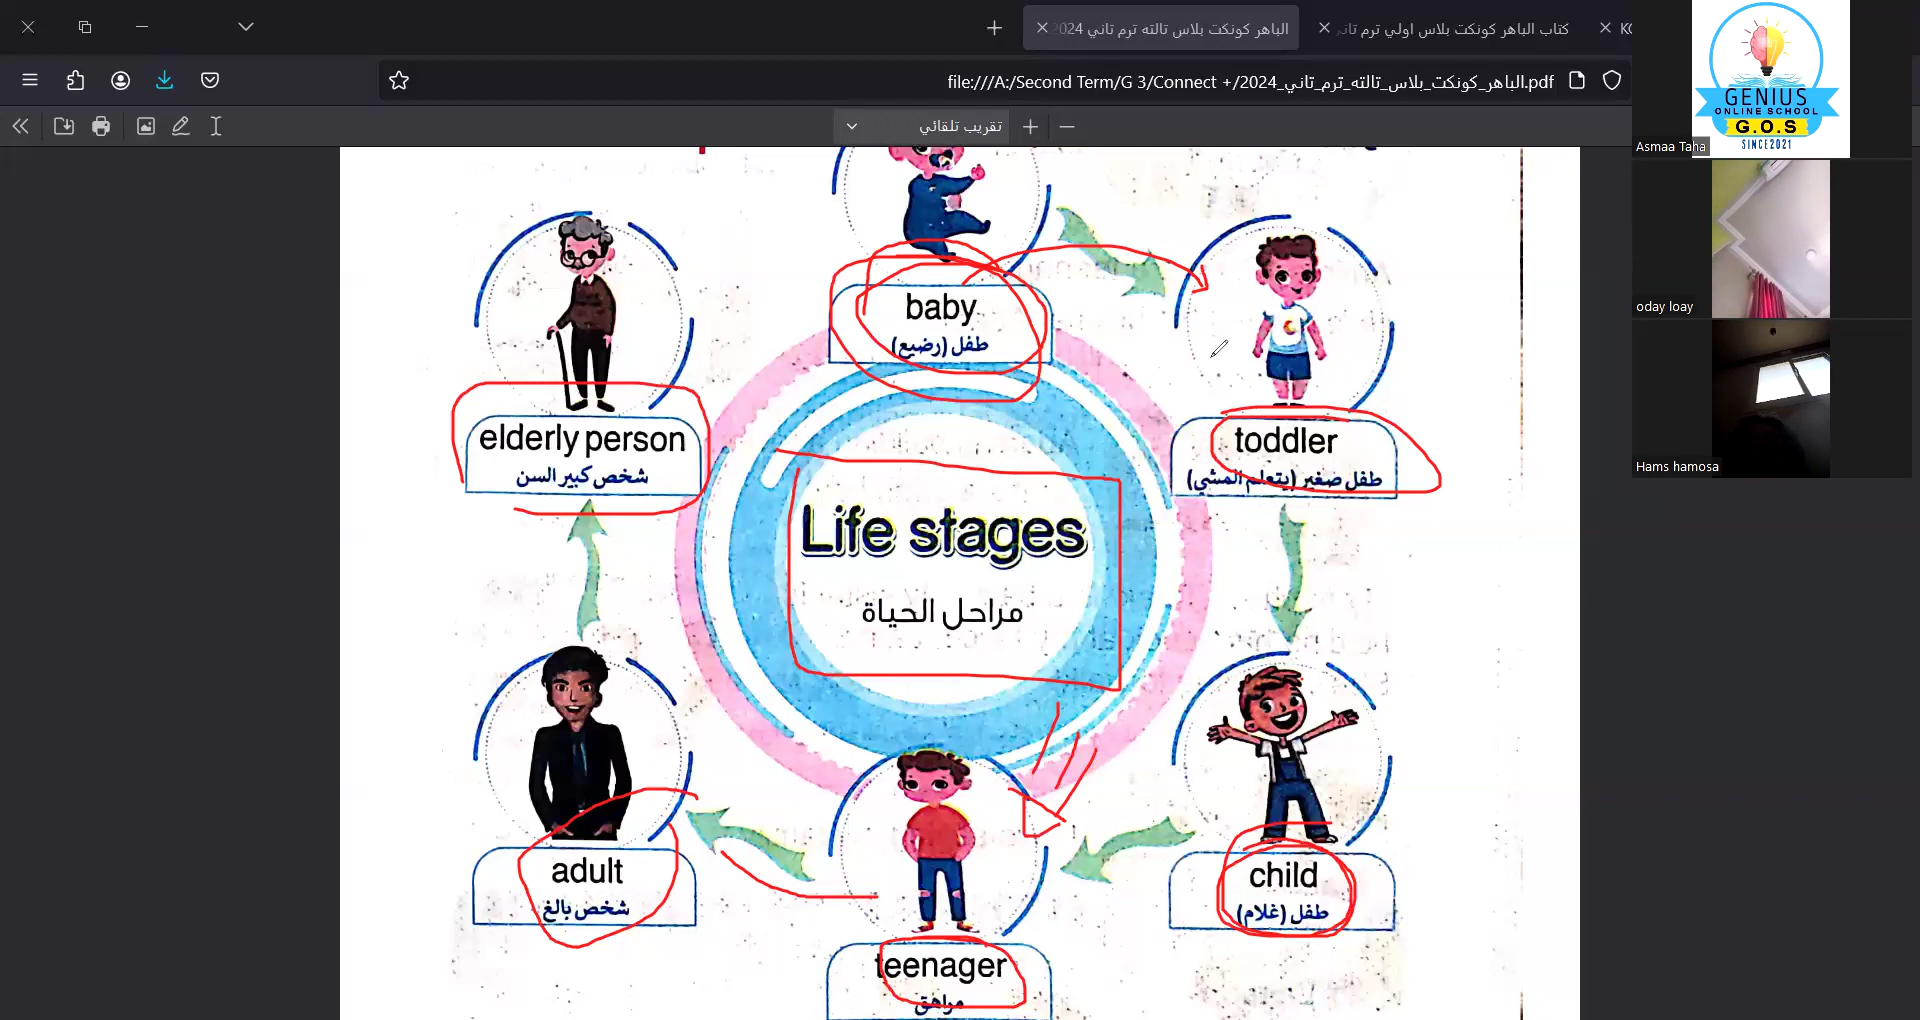 الباهر كونكت بلاس تالته ترم تاني 2024
كتاب الباهر كونكت بلاس اولي ترم تاني
file:///A:/Second Term/G 3/Connect +/2024_الباهر_كونكت_بلاس_تالته_ترم_تاني.pdf
تقريب تلقائي
GENIUS
ONLINE SCHOOL
G.O.S
SINCE2021
Asmaa Taha
oday loay
Hams hamosa
baby
طفل (رضيع)
elderly person
شخص كبير السن
toddler
طفل صغير (يتعلم المشي)
Life stages
مراحل الحياة
adult
شخص بالغ
child
طفل (غلام)
teenager
مراهق